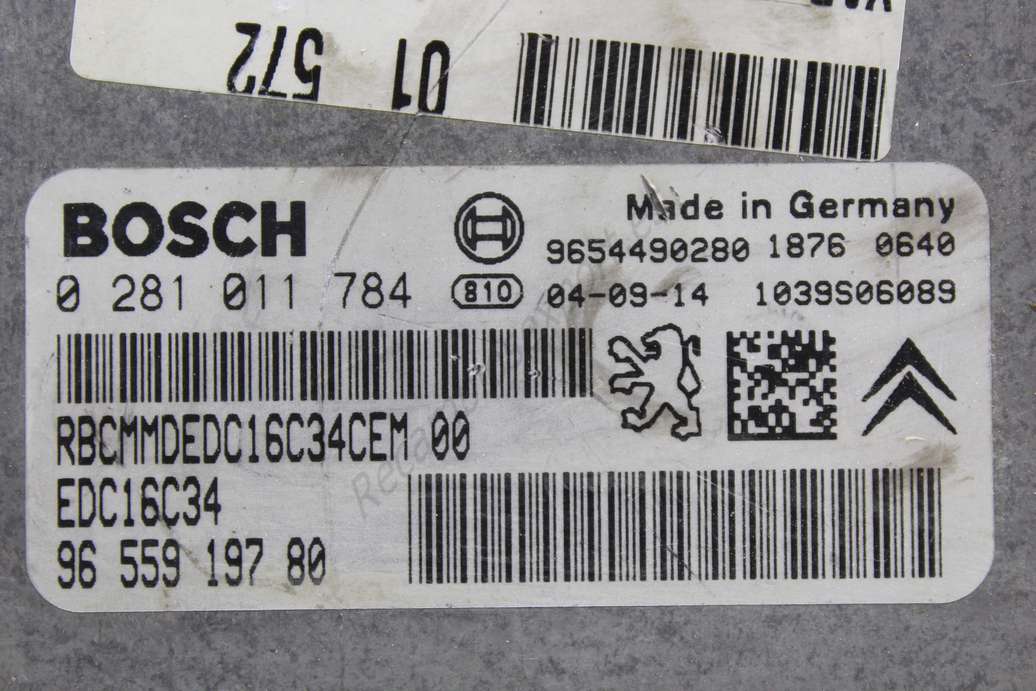 01 572
BOSCH
Made in Germany
9654490280 1876 0640
0 281 011 784
810
04-09-14 1039S06089
RBCMMDEDC16C34CEM 00
EDC16C34
96 559 197 80